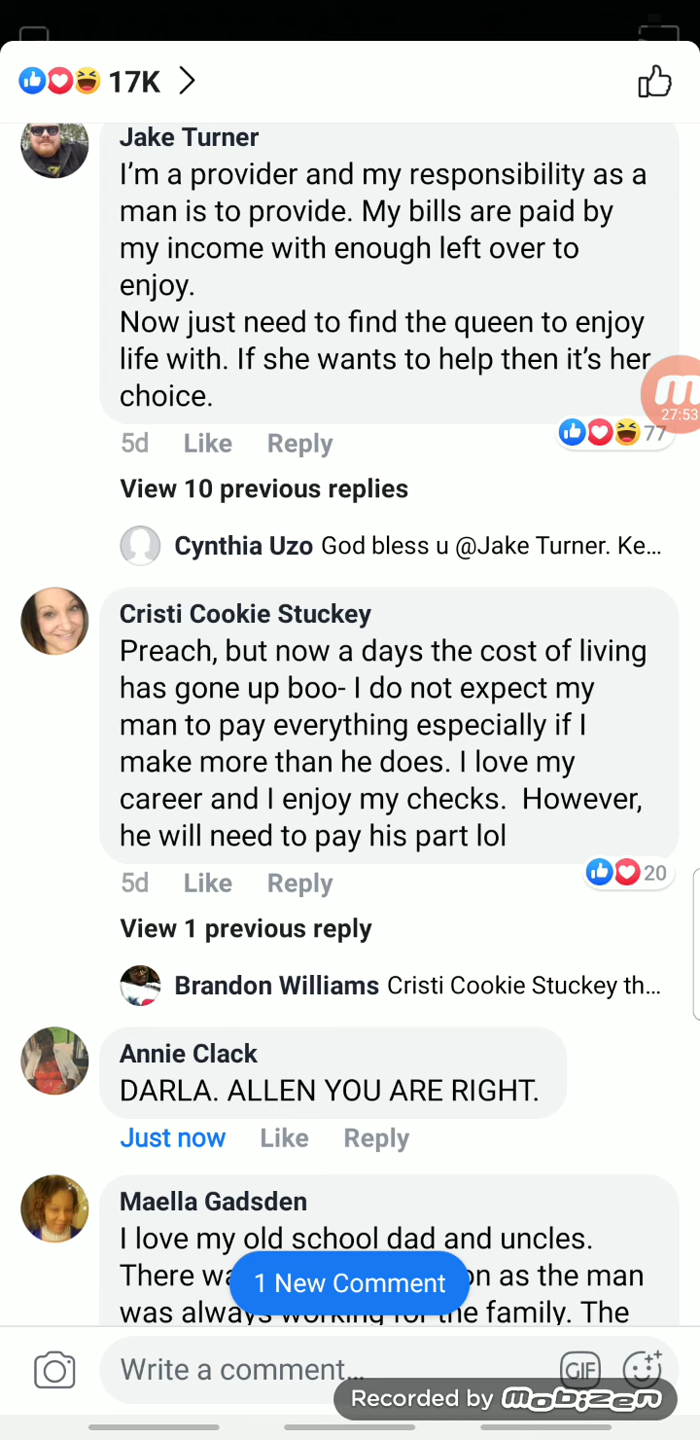 17K
Jake Turner
I'm a provider and my responsibility as a
man is to provide. My bills are paid by
my income with enough left over to
enjoy.
Now just need to find the queen to enjoy
life with. If she wants to help then it's her
choice.
27:53
5d Like Reply 77
View 10 previous replies
Cynthia Uzo God bless u @Jake Turner. Ke...
Cristi Cookie Stuckey
Preach, but now a days the cost of living
has gone up boo- I do not expect my
man to pay everything especially if I
make more than he does. I love my
career and I enjoy my checks. However,
he will need to pay his part lol
5d Like Reply 20
View 1 previous reply
Brandon Williams Cristi Cookie Stuckey th...
Annie Clack
DARLA. ALLEN YOU ARE RIGHT.
Just now Like Reply
Maella Gadsden
I love my old school dad and uncles.
There on as the man
1 New Comment
was always working for the family. The
Write a comment...
GIF
Recorded by mobizen